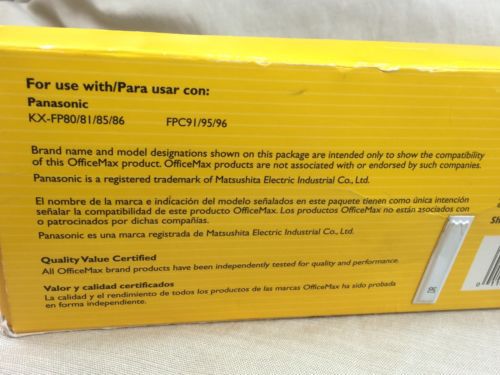 For use with/Para usar con:
Panasonic
KX-FP80/81/85/86 FPC91/95/96
Brand name and model designations shown on this package are intended only to show the compatibility
of this OfficeMax product. OfficeMax products are not associated with or endorsed by such companies.
Panasonic is a registered trademark of Matsushita Electric Industrial Co., Ltd.
El nombre de la marca e indicación del modelo señalados en este paquete tienen como única intención
señalar la compatibilidad de este producto OfficeMax. Los productos OfficeMax no están asociados con
o patrocinados por dichas compañías.
Panasonic es una marca registrada de Matsushita Electric Industrial Co., Ltd.
Quality Value Certified
All OfficeMax brand products have been independently tested for quality and performance.
Valor y calidad certificados
La calidad y el rendimiento de todos los productos de las marcas OfficeMax ha sido probada
en forma independiente.